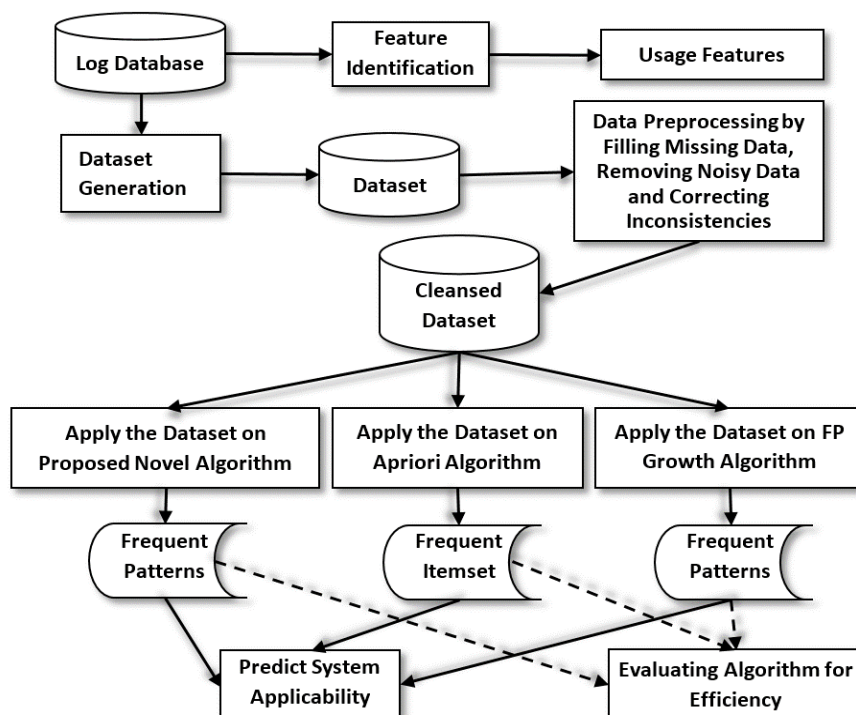 Log Database
Feature
Identification
Usage Features
Dataset
Generation
Dataset
Data Preprocessing by
Filling Missing Data,
Removing Noisy Data
and Correcting
Inconsistencies
Cleansed
Dataset
Apply the Dataset on
Proposed Novel Algorithm
Apply the Dataset on
Apriori Algorithm
Apply the Dataset on FP
Growth Algorithm
Frequent
Patterns
Frequent
Itemset
Frequent
Patterns
Predict System
Applicability
Evaluating Algorithm for
Efficiency